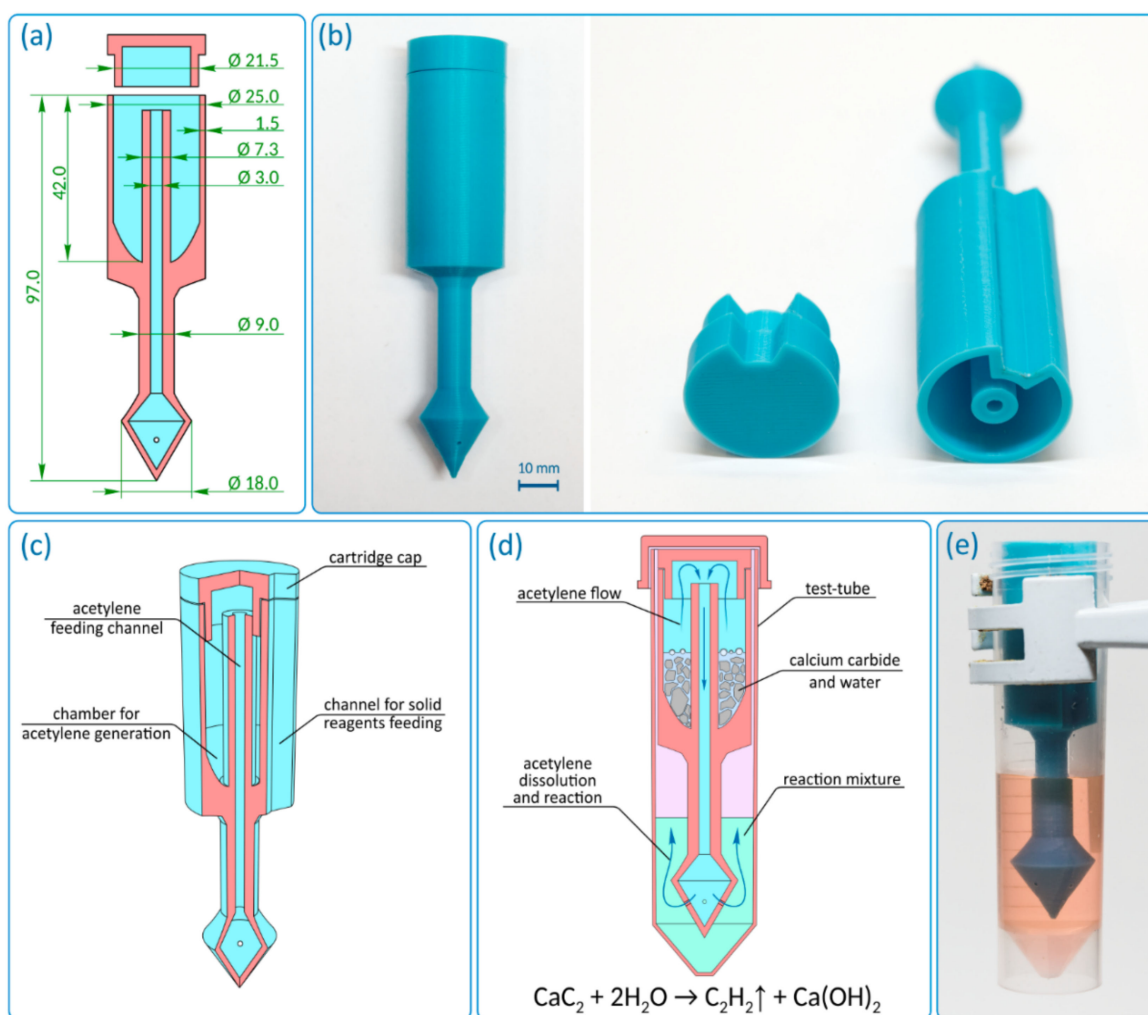 (a)
Ø 21.5
Ø 25.0
1.5
Ø 7.3
Ø 3.0
42.0
97.0
Ø 9.0
Ø 18.0
(b)
10 mm
(c)
cartridge cap
acetylene
feeding channel
chamber for
acetylene generation
channel for solid
reagents feeding
(d)
acetylene flow
test-tube
calcium carbide
and water
acetylene
dissolution
and reaction
reaction mixture
CaC₂ + 2H₂O → C₂H₂↑ + Ca(OH)₂
(e)